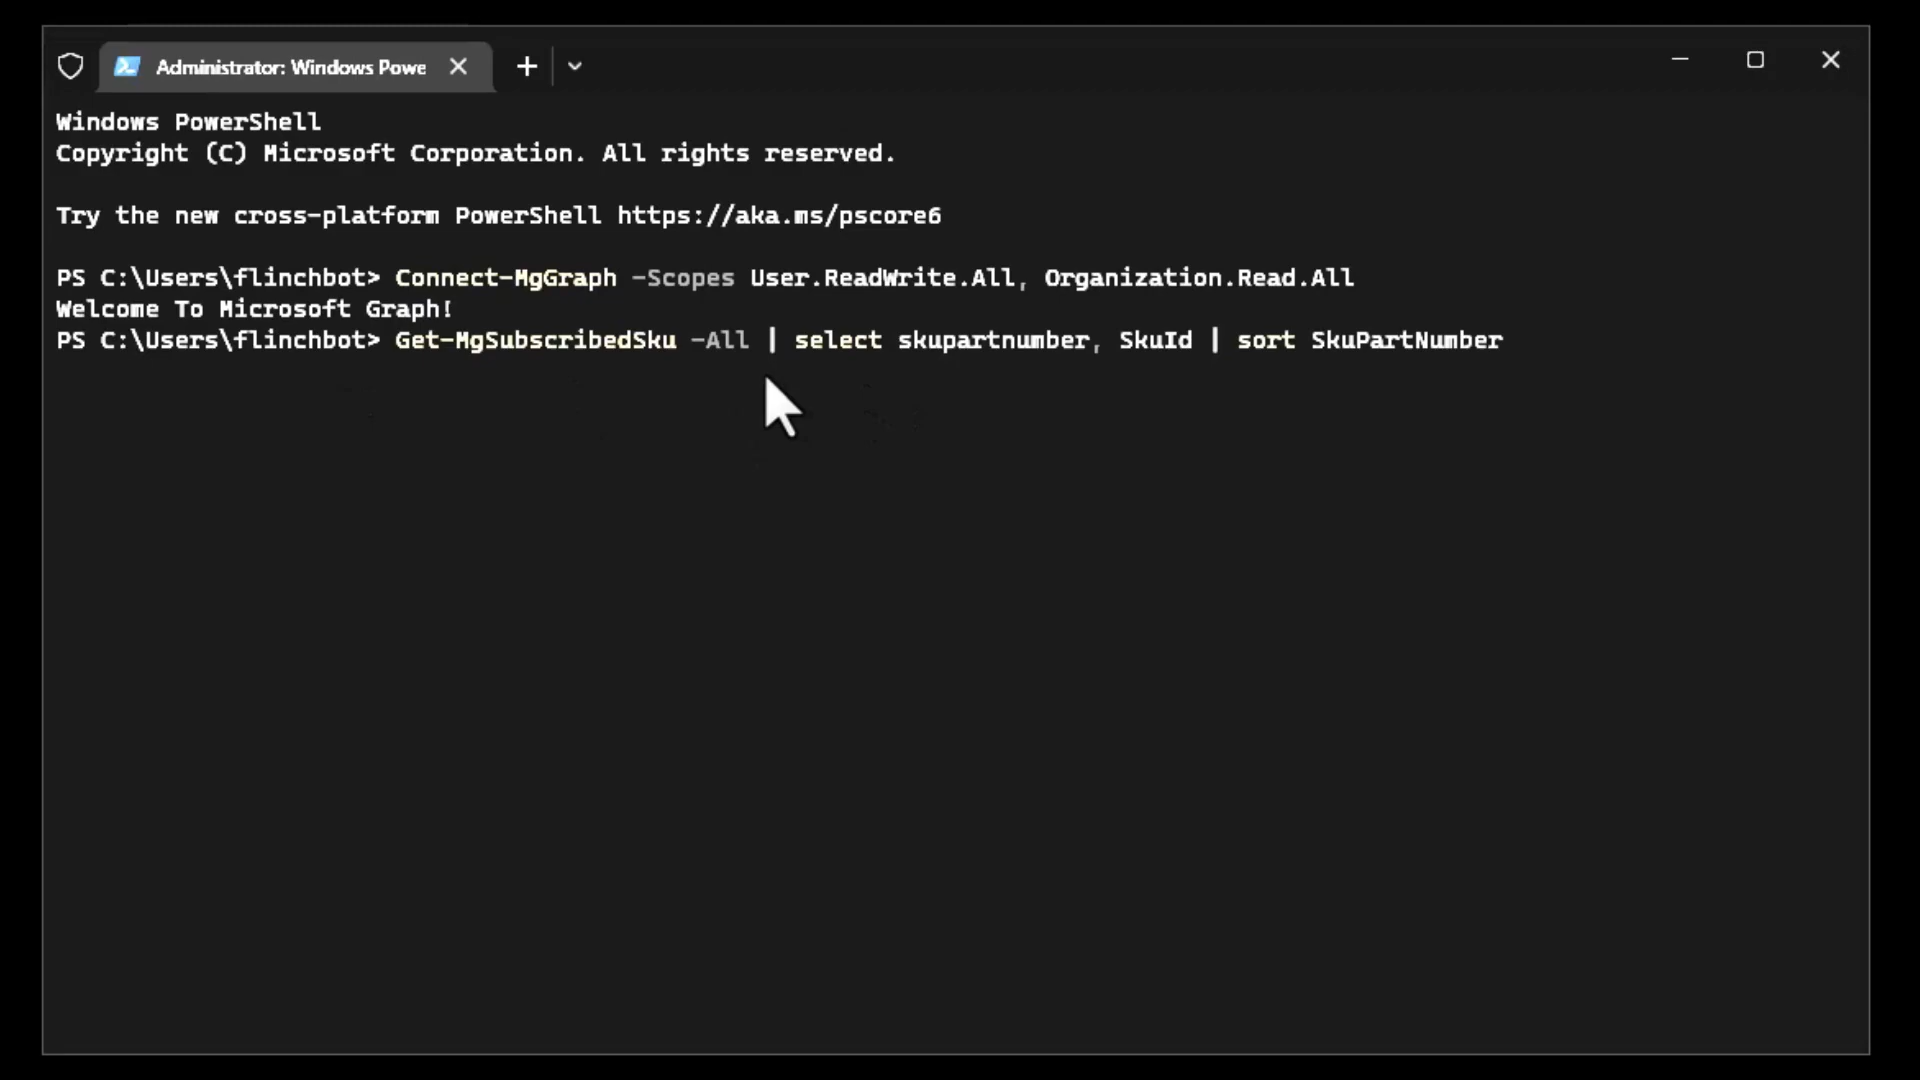 Administrator: Windows Powe
Windows PowerShell
Copyright (C) Microsoft Corporation. All rights reserved.
Try the new cross-platform PowerShell https://aka.ms/pscore6
PS C:\Users\flinchbot> Connect-MgGraph -Scopes User.ReadWrite.All, Organization.Read.All
Welcome To Microsoft Graph!
PS C:\Users\flinchbot> Get-MgSubscribedSku -All | select skupartnumber, SkuId | sort SkuPartNumber